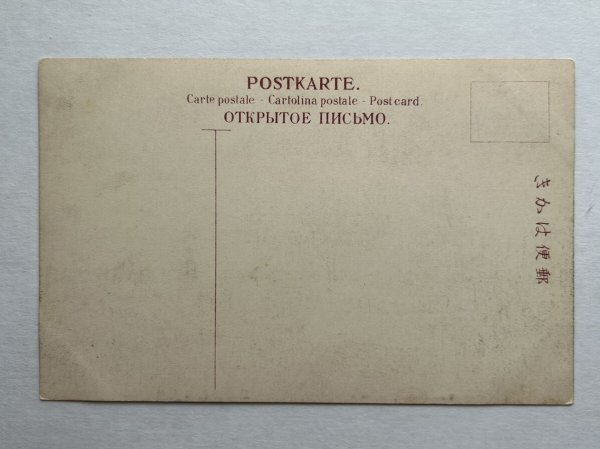 POSTKARTE.
Carte postale - Cartolina postale - Post card.
ОТКРЫТОЕ ПИСЬМО.
郵便はかき